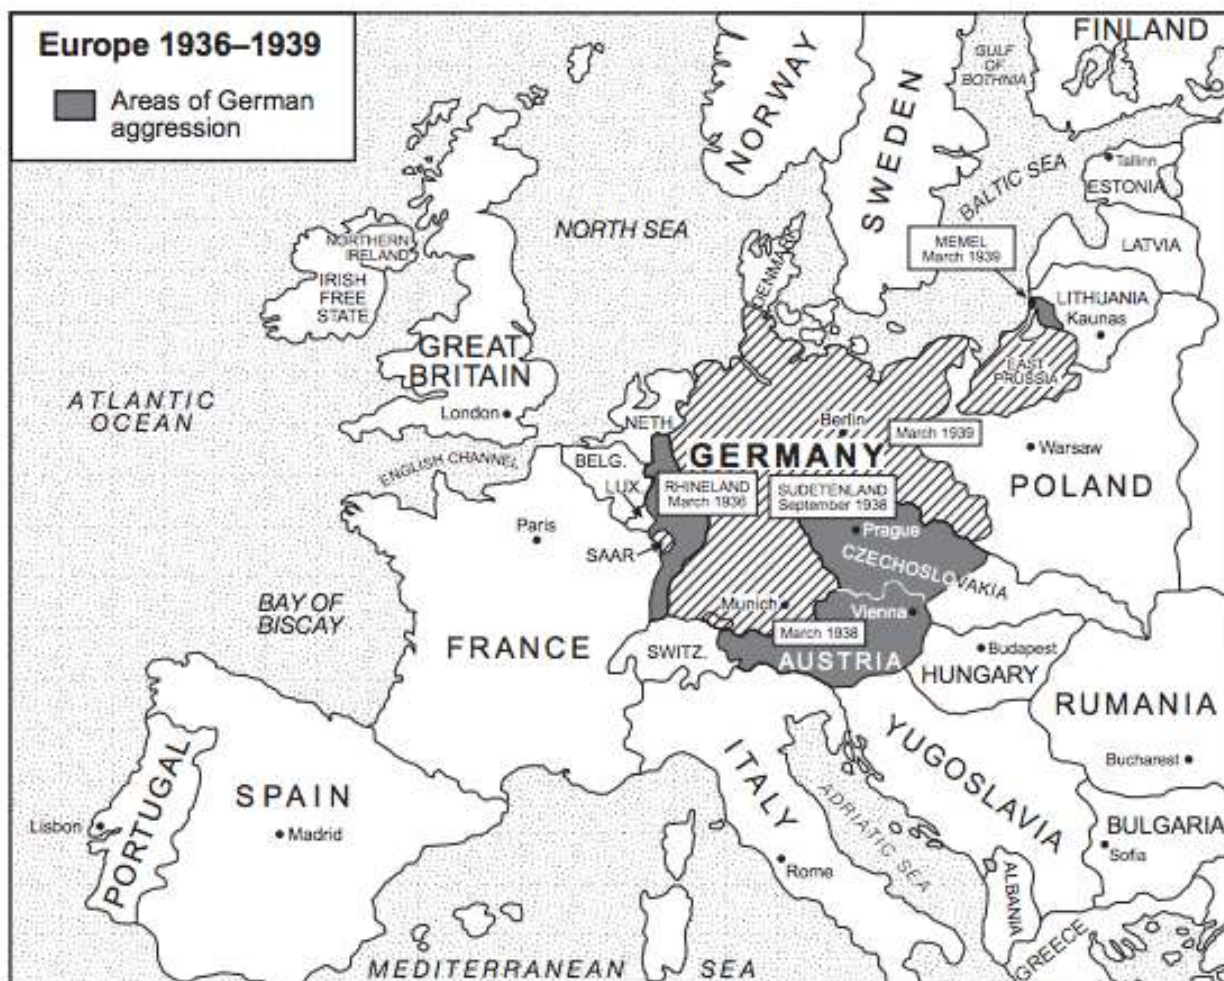 Europe 1936–1939
Areas of German
aggression
FINLAND
GULF
OF
BOTHNIA
NORWAY
SWEDEN
BALTIC SEA
Tallinn
ESTONIA
NORTH SEA
MEMEL
March 1939
LATVIA
NORTHERN
IRELAND
IRISH
FREE
STATE
DENMARK
LITHUANIA
Kaunas
GREAT
BRITAIN
EAST
PRUSSIA
ATLANTIC
OCEAN
London
NETH.
Berlin
March 1939
Warsaw
ENGLISH CHANNEL
BELG.
GERMANY
POLAND
LUX.
RHINELAND
March 1936
SUDETENLAND
September 1938
Paris
Prague
SAAR
CZECHOSLOVAKIA
BAY OF
BISCAY
Munich
Vienna
March 1938
FRANCE
SWITZ.
AUSTRIA
Budapest
HUNGARY
RUMANIA
YUGOSLAVIA
ITALY
Bucharest
PORTUGAL
SPAIN
ADRIATIC SEA
Lisbon
Madrid
BULGARIA
Sofia
Rome
ALBANIA
GREECE
MEDITERRANEAN SEA